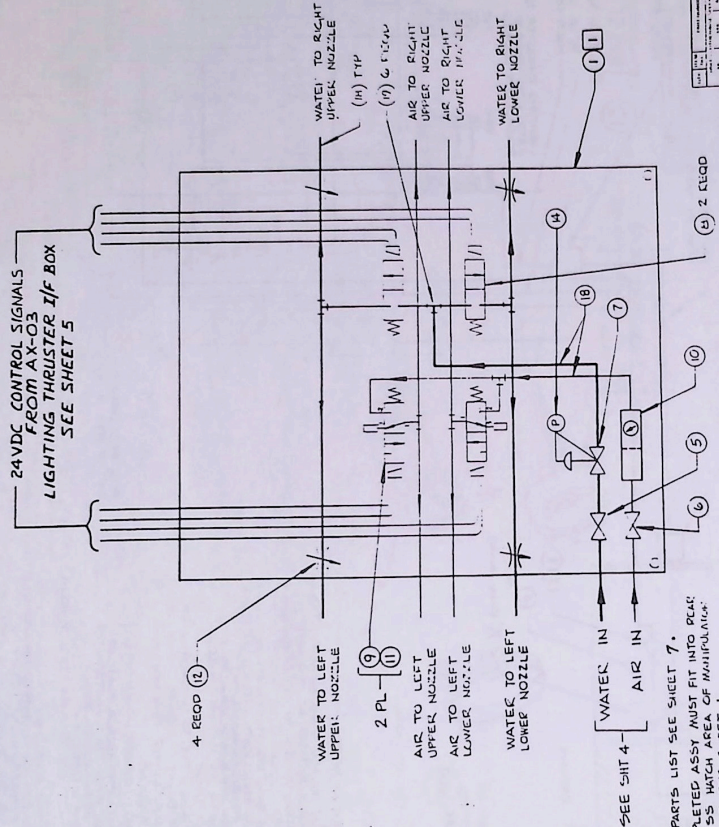 24VDC CONTROL SIGNALS
FROM AX-03
LIGHTING THRUSTER I/F BOX
SEE SHEET 5
4 REQD 12
WATER TO LEFT
UPPER NOZZLE
2 PL
9
11
AIR TO LEFT
UPPER NOZZLE
AIR TO LEFT
LOWER NOZZLE
WATER TO LEFT
LOWER NOZZLE
SEE SHT 4
WATER IN
AIR IN
WATER TO RIGHT
UPPER NOZZLE
TYP
(17) 6
AIR TO RIGHT
UPPER NOZZLE
AIR TO RIGHT
LOWER NOZZLE
WATER TO RIGHT
LOWER NOZZLE
1 1
14
P
18
7
10
5
6
2 REQD
PARTS LIST SEE SHEET 7.
ASSY MUST FIT INTO REAR
HATCH AREA OF